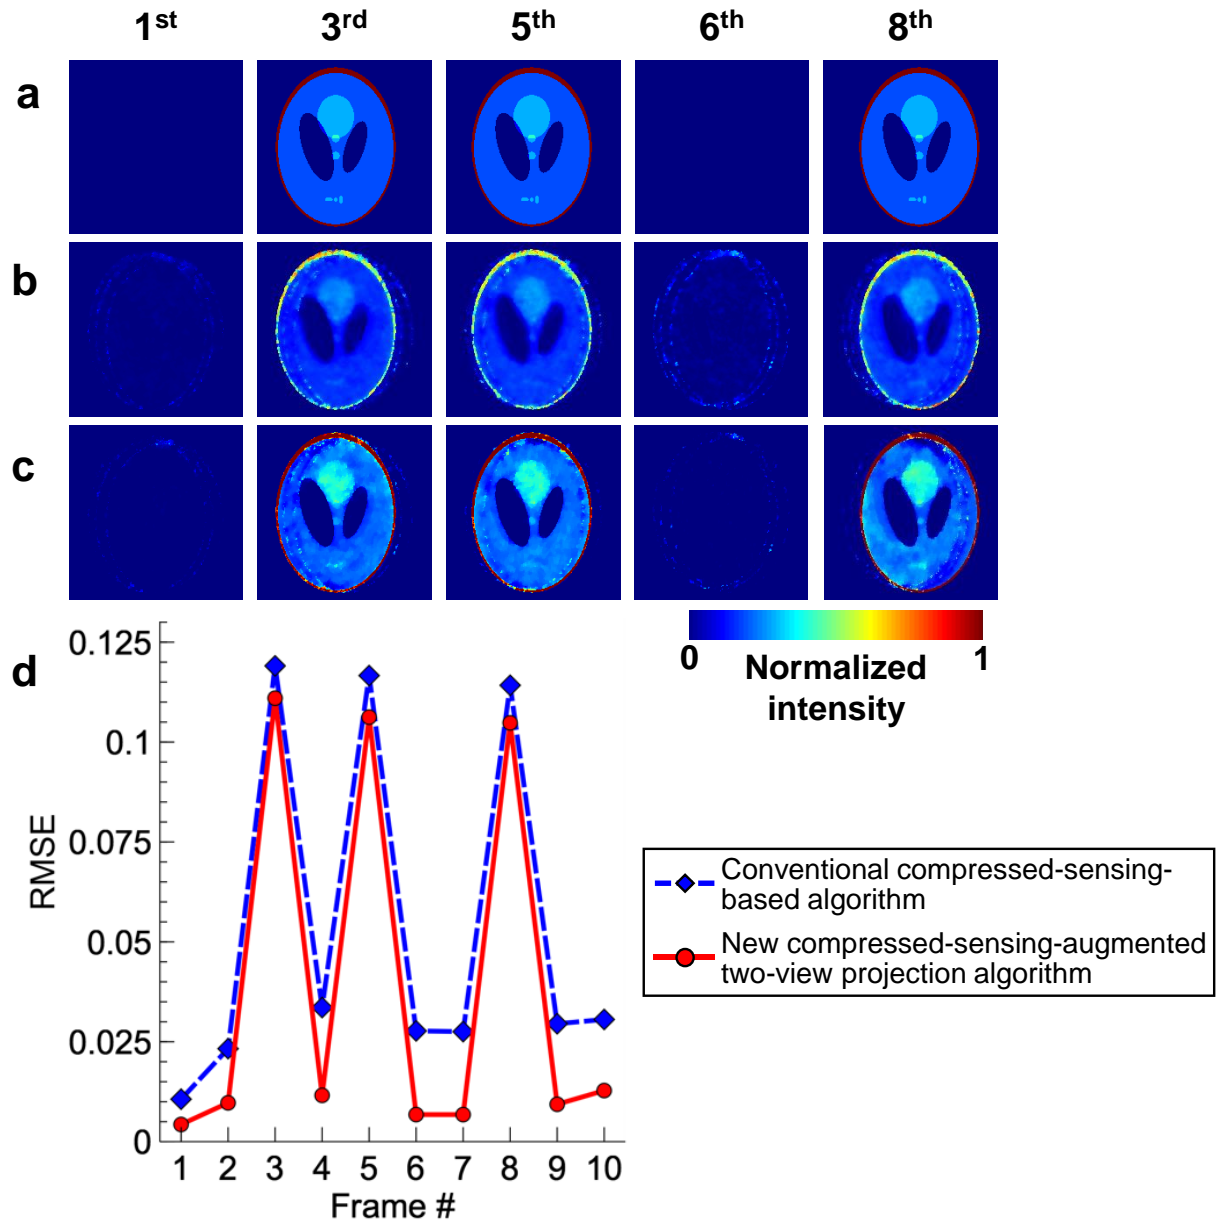 1st 3rd 5th 6th 8th
a
b
c
0 1
Normalized
intensity
d
0.125
0.1
0.075
0.05
0.025
0
RMSE
1 2 3 4 5 6 7 8 9 10
Frame #
Conventional compressed-sensing-
based algorithm
New compressed-sensing-augmented
two-view projection algorithm